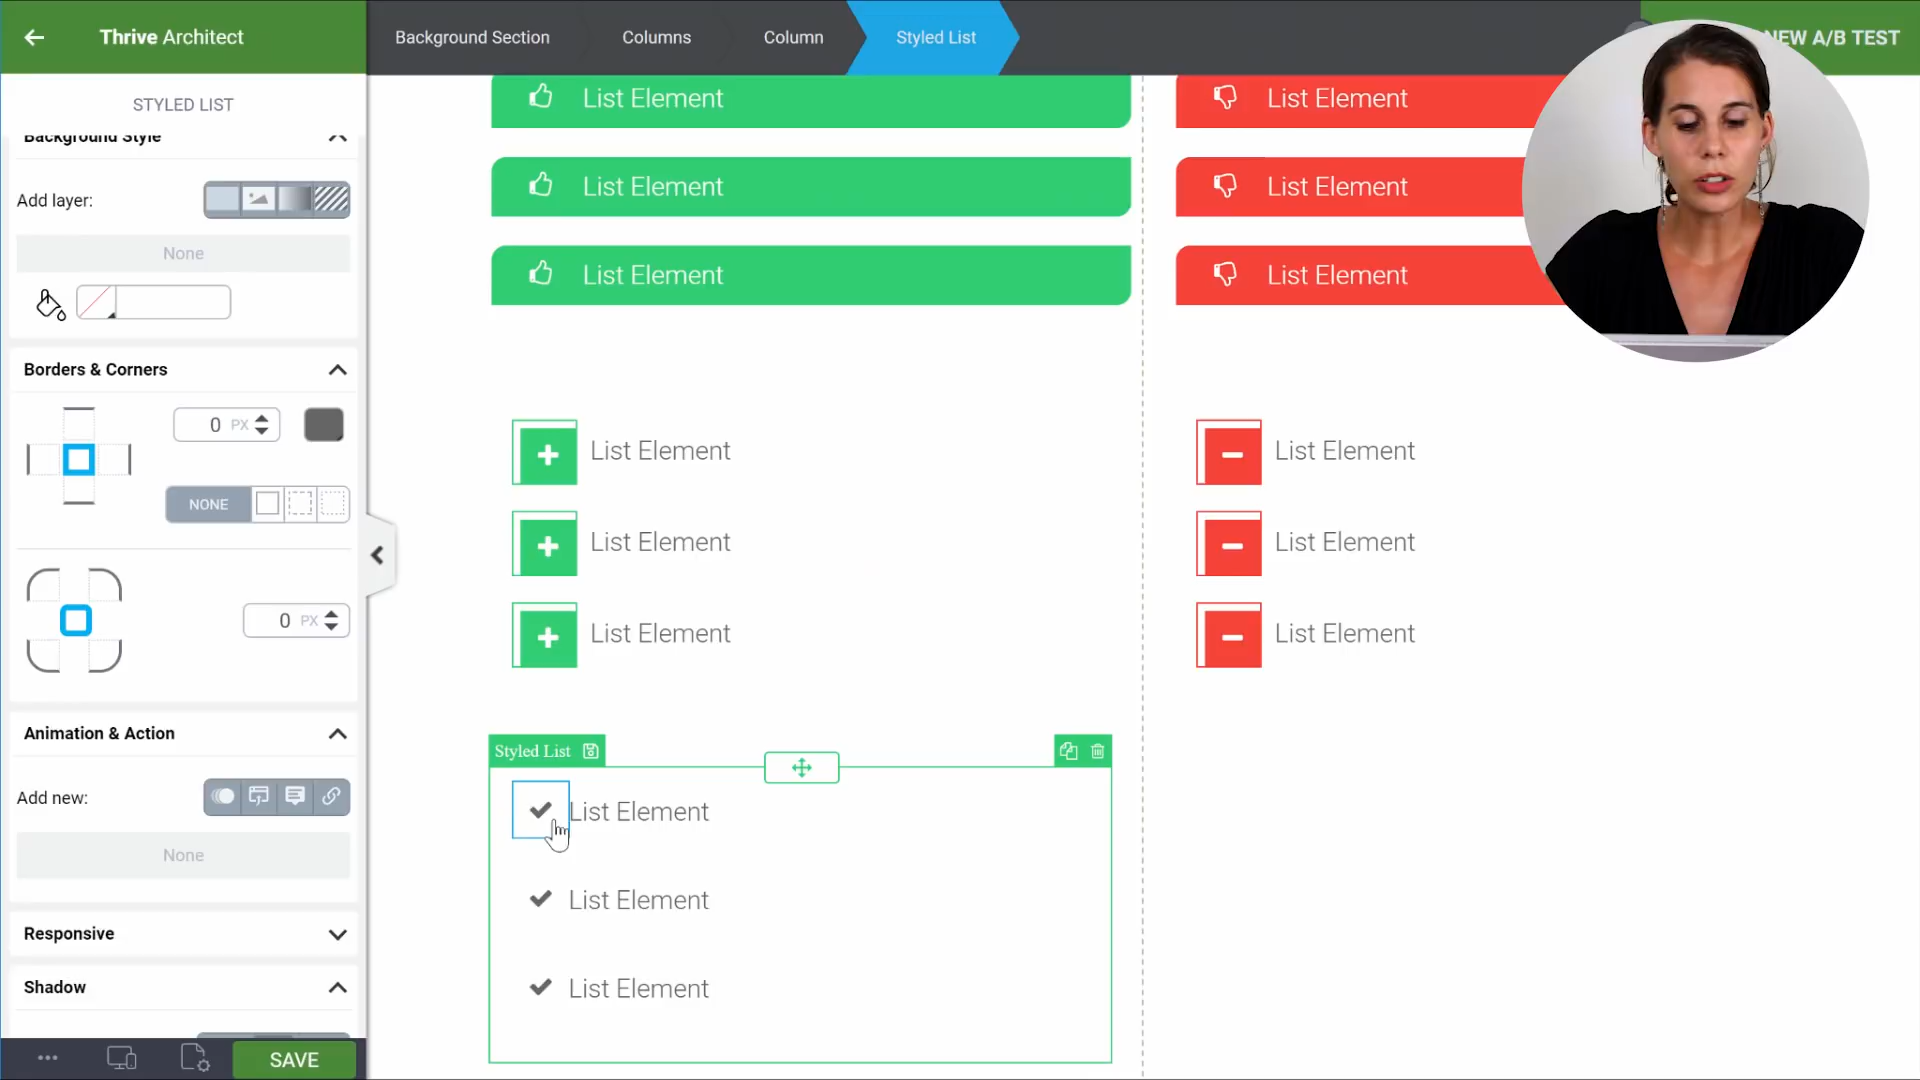 Thrive Architect
Background Section
Columns
Column
Styled List
NEW A/B TEST
STYLED LIST
Background Style
Add layer:
None
Borders & Corners
0 PX
NONE
0 PX
Animation & Action
Add new:
None
Responsive
Shadow
SAVE
List Element
List Element
List Element
List Element
List Element
List Element
List Element
List Element
List Element
List Element
List Element
List Element
Styled List
List Element
List Element
List Element